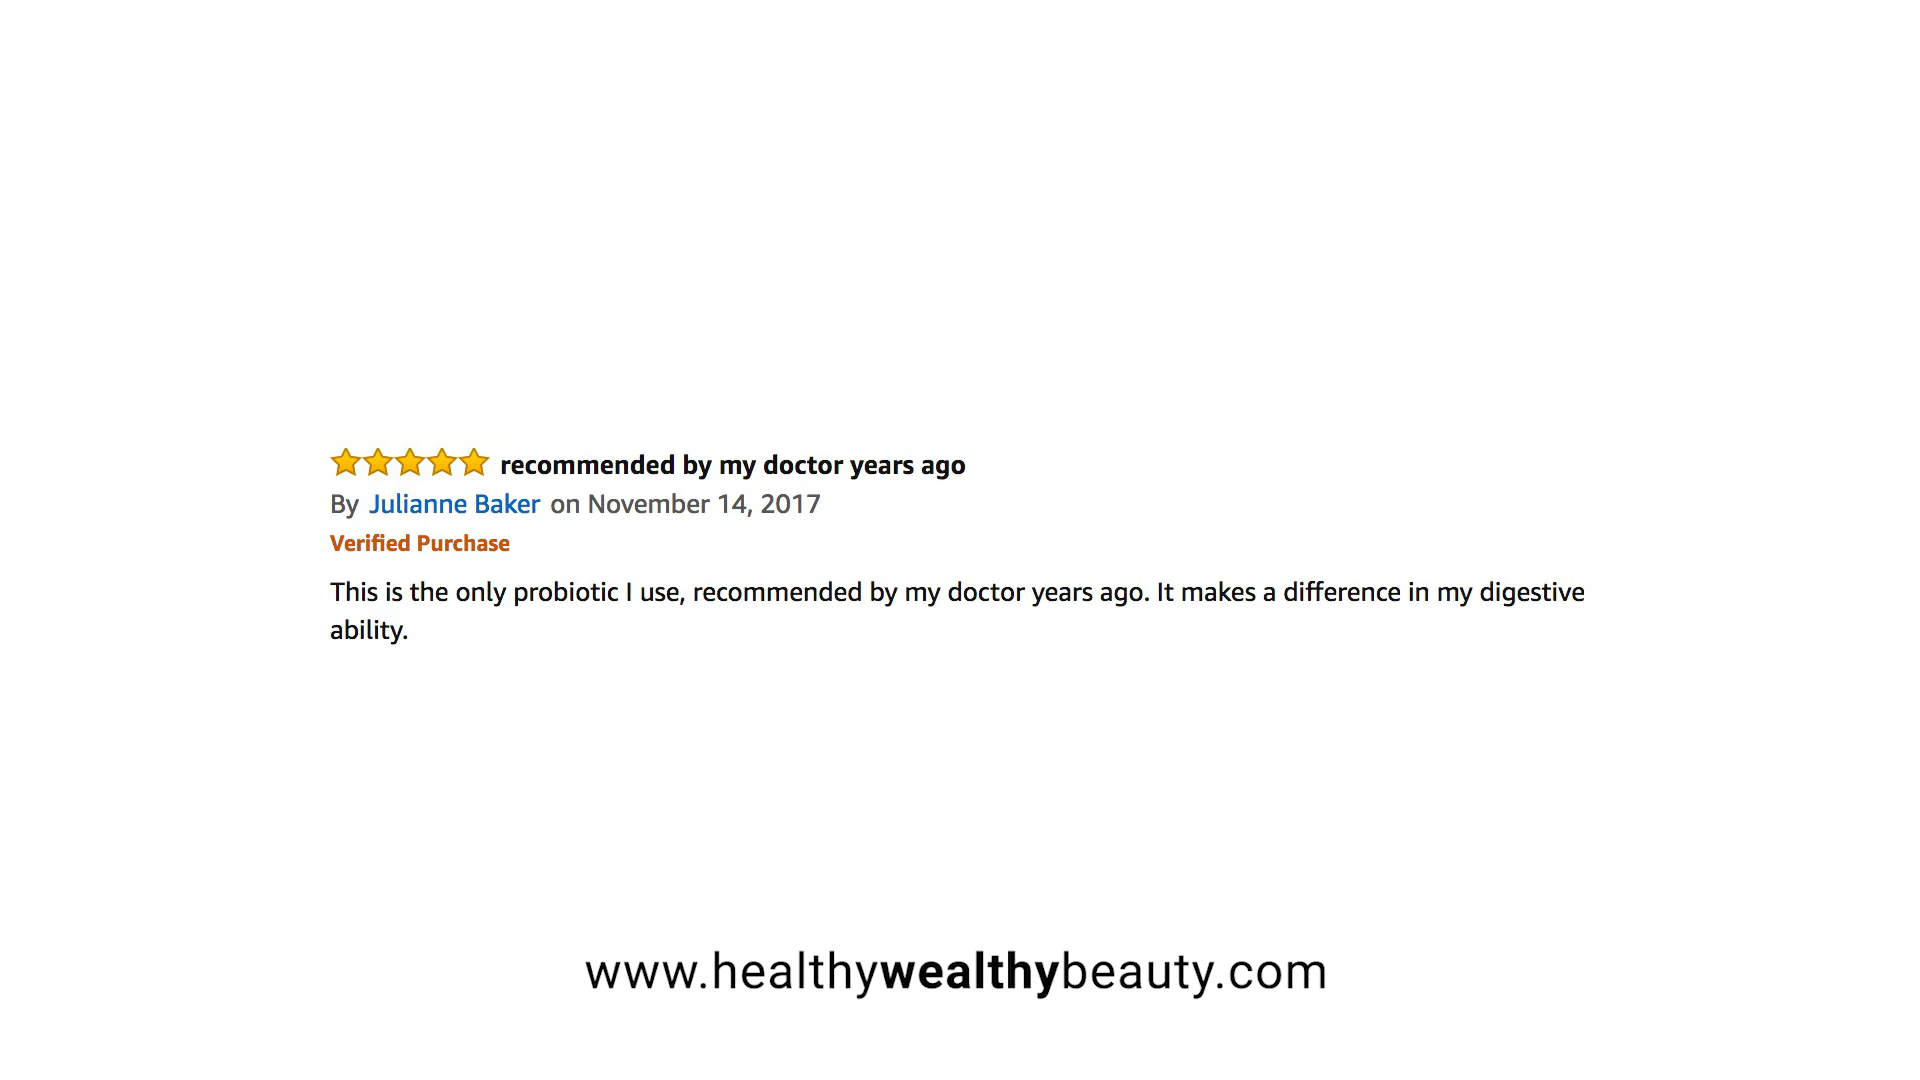 recommended by my doctor years ago
By Julianne Baker on November 14, 2017
Verified Purchase
This is the only probiotic I use, recommended by my doctor years ago. It makes a difference in my digestive
ability.
www.healthywealthybeauty.com